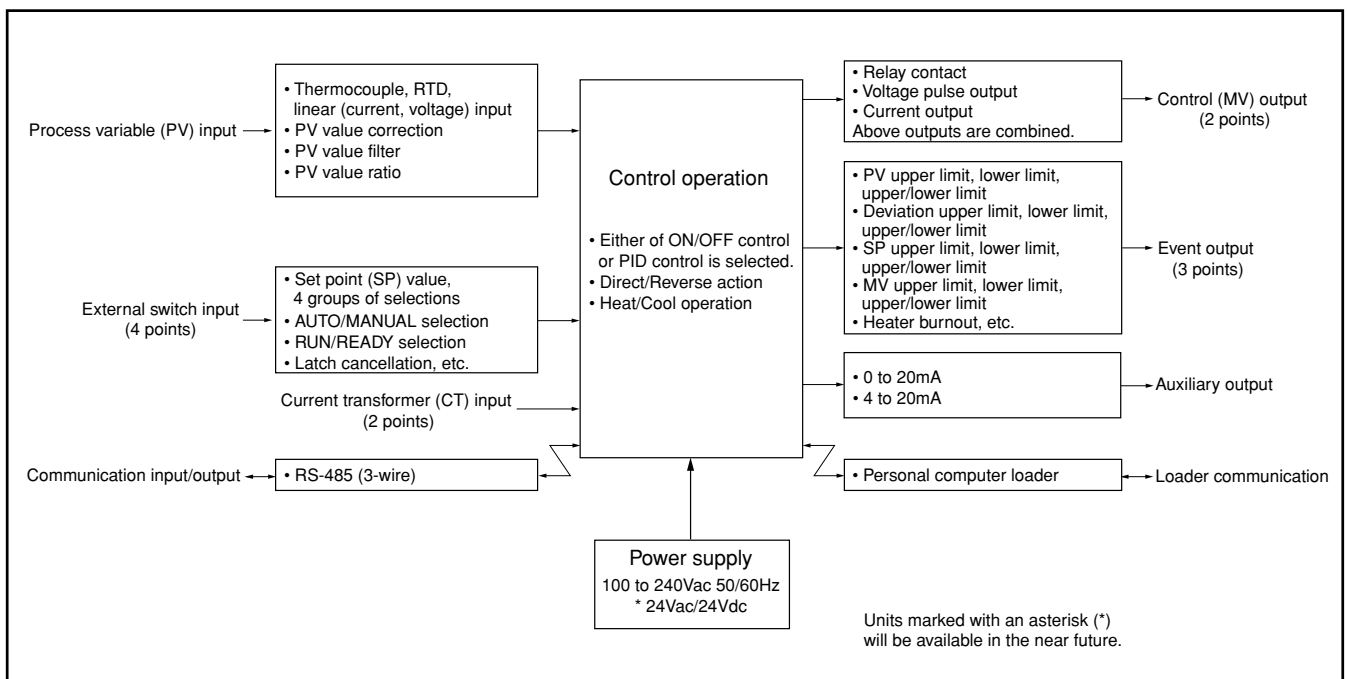 Process variable (PV) input
• Thermocouple, RTD,
linear (current, voltage) input
• PV value correction
• PV value filter
• PV value ratio
External switch input
(4 points)
• Set point (SP) value,
4 groups of selections
• AUTO/MANUAL selection
• RUN/READY selection
• Latch cancellation, etc.
Current transformer (CT) input
(2 points)
Communication input/output
• RS-485 (3-wire)
Control operation
• Either of ON/OFF control
or PID control is selected.
• Direct/Reverse action
• Heat/Cool operation
Power supply
100 to 240Vac 50/60Hz
* 24Vac/24Vdc
• Relay contact
• Voltage pulse output
• Current output
Above outputs are combined.
Control (MV) output
(2 points)
• PV upper limit, lower limit,
upper/lower limit
• Deviation upper limit, lower limit,
upper/lower limit
• SP upper limit, lower limit,
upper/lower limit
• MV upper limit, lower limit,
upper/lower limit
• Heater burnout, etc.
Event output
(3 points)
• 0 to 20mA
• 4 to 20mA
Auxiliary output
• Personal computer loader
Loader communication
Units marked with an asterisk (*)
will be available in the near future.